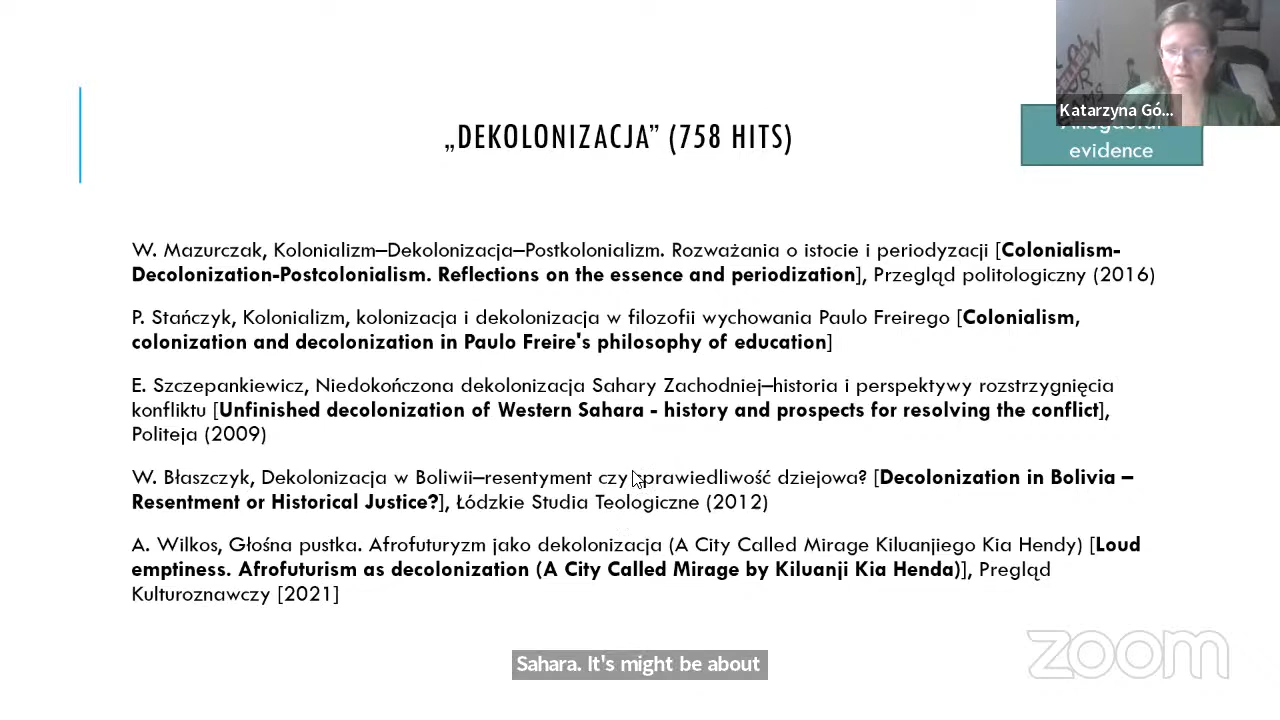 Katarzyna Gó...
„DEKOLONIZACJA” (758 HITS)
evidence
W. Mazurczak, Kolonializm–Dekolonizacja–Postkolonializm. Rozważania o istocie i periodyzacji [Colonialism-
Decolonization-Postcolonialism. Reflections on the essence and periodization], Przegląd politologiczny (2016)
P. Stańczyk, Kolonializm, kolonizacja i dekolonizacja w filozofii wychowania Paulo Freirego [Colonialism,
colonization and decolonization in Paulo Freire's philosophy of education]
E. Szczepankiewicz, Niedokończona dekolonizacja Sahary Zachodniej–historia i perspektywy rozstrzygnięcia
konfliktu [Unfinished decolonization of Western Sahara - history and prospects for resolving the conflict],
Politeja (2009)
W. Błaszczyk, Dekolonizacja w Boliwii–resentyment czy sprawiedliwość dziejowa? [Decolonization in Bolivia –
Resentment or Historical Justice?], Łódzkie Studia Teologiczne (2012)
A. Wilkos, Głośna pustka. Afrofuturyzm jako dekolonizacja (A City Called Mirage Kiluanjiego Kia Hendy) [Loud
emptiness. Afrofuturism as decolonization (A City Called Mirage by Kiluanji Kia Henda)], Pregląd
Kulturoznawczy [2021]
Sahara. It's might be about
zoom